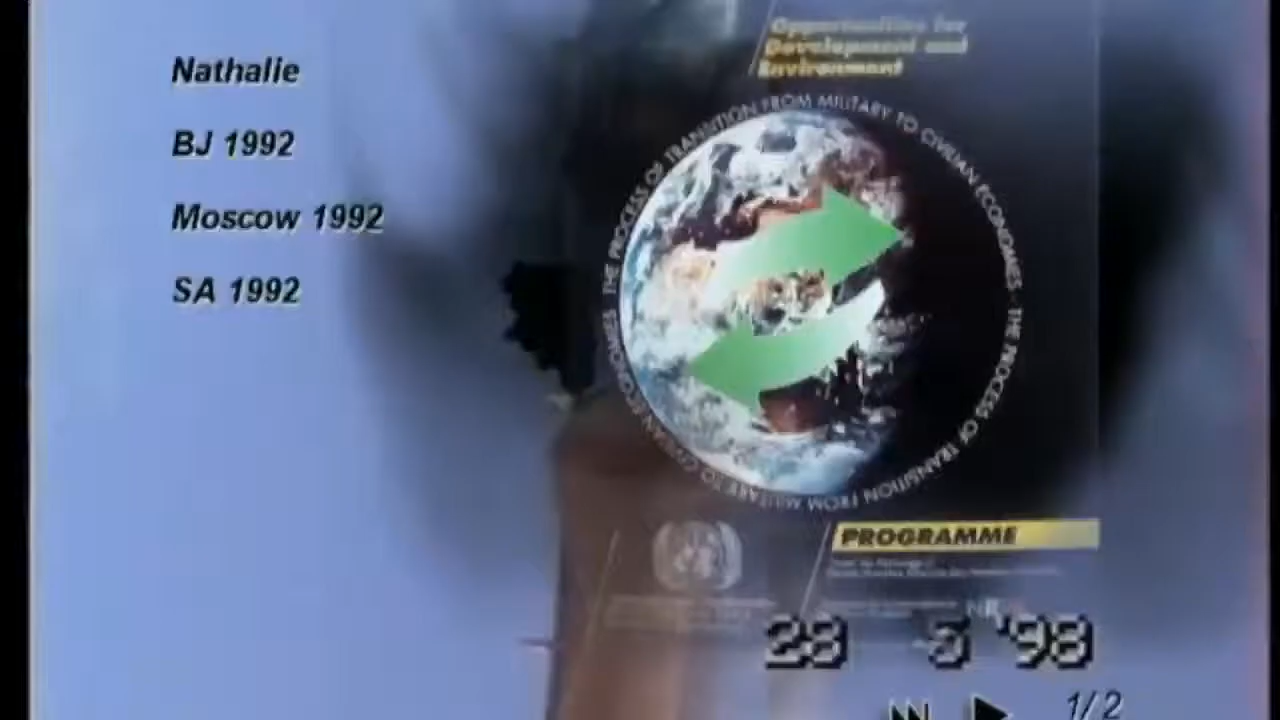 Nathalie
BJ 1992
Moscow 1992
SA 1992
Opportunities for
Development and
Environment
THE PROCESS OF TRANSITION FROM MILITARY TO CIVILIAN ECONOMIES · THE PROCESS OF TRANSITION FROM MILITARY TO CIVILIAN ECONOMIES
PROGRAMME
28 5 '98
1/2